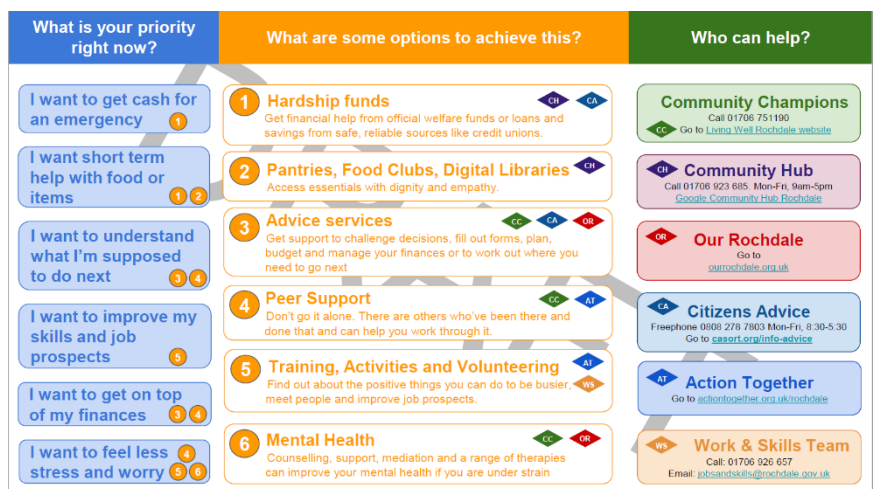 What is your priority
right now?
What are some options to achieve this?
Who can help?
I want to get cash for
an emergency 1
I want short term
help with food or
items 1 2
I want to understand
what I'm supposed
to do next 3 4
I want to improve my
skills and job
prospects 5
I want to get on top
of my finances 3 4
I want to feel less 4
stress and worry 5 6
1 Hardship funds CH CA
Get financial help from official welfare funds or loans and
savings from safe, reliable sources like credit unions.
2 Pantries, Food Clubs, Digital Libraries CH
Access essentials with dignity and empathy.
3 Advice services CC CA OR
Get support to challenge decisions, fill out forms, plan,
budget and manage your finances or to work out where you
need to go next
4 Peer Support CC AT
Don't go it alone. There are others who've been there and
done that and can help you work through it.
5 Training, Activities and Volunteering AT
Find out about the positive things you can do to be busier, WS
meet people and improve job prospects.
6 Mental Health CC OR
Counselling, support, mediation and a range of therapies
can improve your mental health if you are under strain
Community Champions
Call 01706 751190
CC Go to Living Well Rochdale website
CH Community Hub
Call 01706 923 685. Mon-Fri, 9am-5pm
Google Community Hub Rochdale
OR Our Rochdale
Go to
ourrochdale.org.uk
CA Citizens Advice
Freephone 0808 278 7803 Mon-Fri, 8:30-5:30
Go to casort.org/info-advice
AT Action Together
Go to actiontogether.org.uk/rochdale
WS Work & Skills Team
Call: 01706 926 657
Email: jobsandskills@rochdale.gov.uk